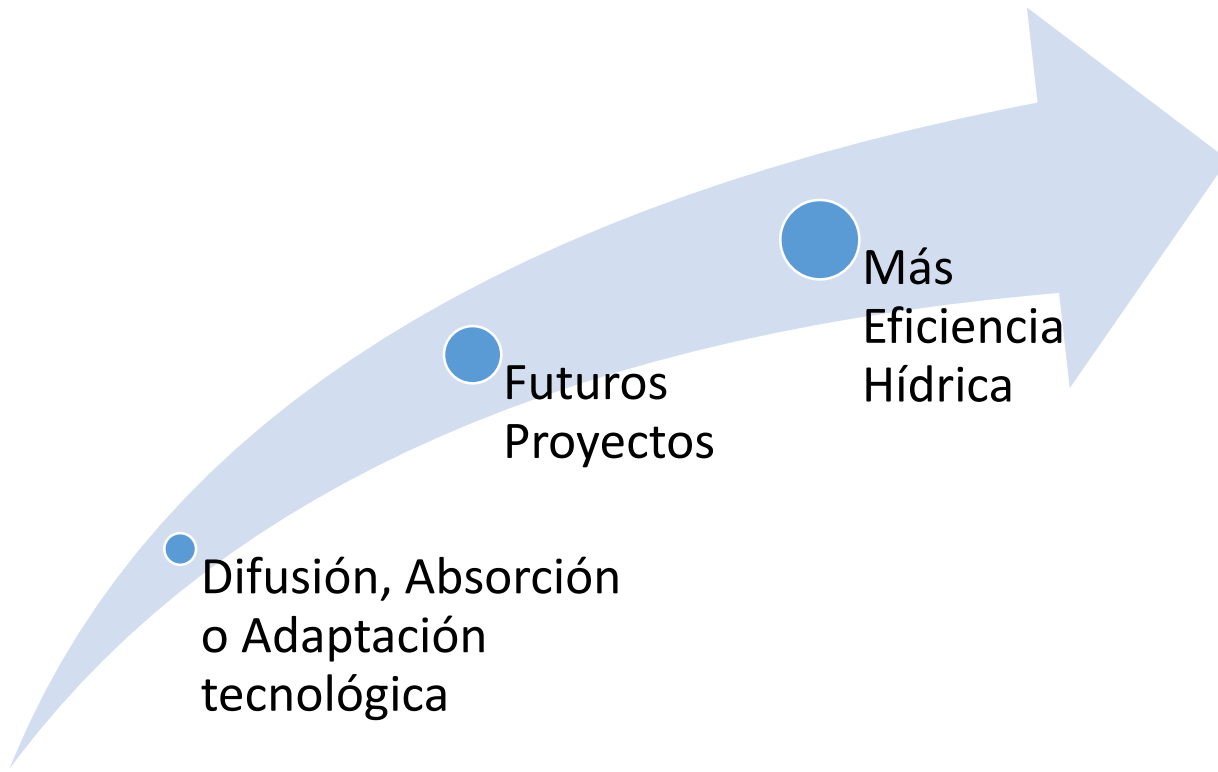 Más
Eficiencia
Hídrica
Futuros
Proyectos
Difusión, Absorción
o Adaptación
tecnológica